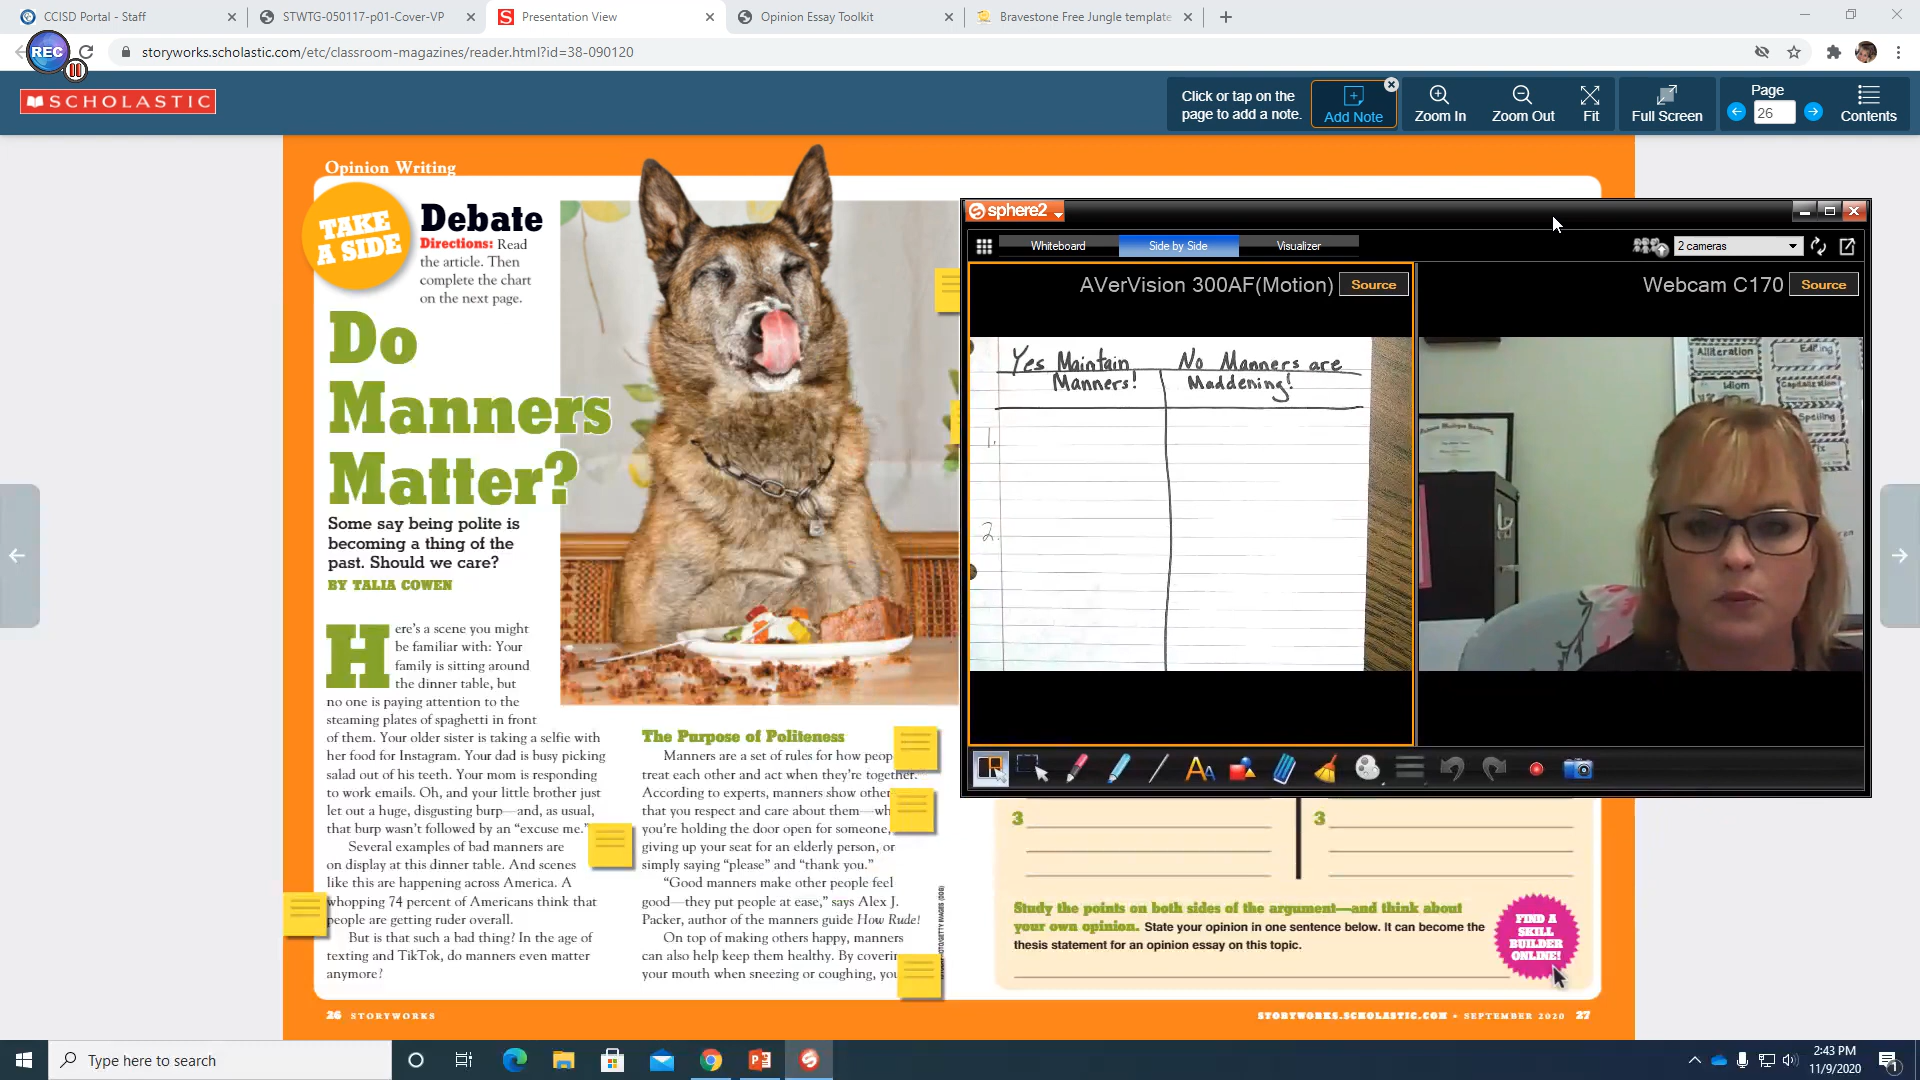 CCISD Portal - Staff
STWTG-050117-p01-Cover-VP
Presentation View
Opinion Essay Toolkit
Bravestone Free Jungle template
storyworks.scholastic.com/etc/classroom-magazines/reader.html?id=38-090120
REC
SCHOLASTIC
Click or tap on the
page to add a note.
Add Note
Zoom In
Zoom Out
Fit
Full Screen
Page
26
Contents
Opinion Writing
TAKE
A SIDE
Debate
Directions: Read
the article. Then
complete the chart
on the next page.
Do
Manners
Matter?
Some say being polite is
becoming a thing of the
past. Should we care?
BY TALIA COWEN
Here's a scene you might
be familiar with: Your
family is sitting around
the dinner table, but
no one is paying attention to the
steaming plates of spaghetti in front
of them. Your older sister is taking a selfie with
her food for Instagram. Your dad is busy picking
salad out of his teeth. Your mom is responding
to work emails. Oh, and your little brother just
let out a huge, disgusting burp—and, as usual,
that burp wasn't followed by an "excuse me."
Several examples of bad manners are
on display at this dinner table. And scenes
like this are happening across America. A
whopping 74 percent of Americans think that
people are getting ruder overall.
But is that such a bad thing? In the age of
texting and TikTok, do manners even matter
anymore?
The Purpose of Politeness
Manners are a set of rules for how
treat each other and act when they're together.
According to experts, manners show
that you respect and care about them—
you're holding the door open for someone,
giving up your seat for an elderly person, or
simply saying "please" and "thank you."
"Good manners make other people feel
good—they put people at ease," says Alex J.
Packer, author of the manners guide How Rude!
On top of making others happy, manners
can also help keep them healthy. By
your mouth when sneezing or coughing,
sphere2
Whiteboard
Side by Side
Visualizer
2 cameras
AVerVision 300AF(Motion)
Source
Webcam C170
Source
Yes Maintain
Manners!
No Manners are
Maddening!
1.
2.
Alliteration
Editing
Idiom
Capitalization
Spelling
3
3
Study the points on both sides of the argument—and think about
your own opinion. State your opinion in one sentence below. It can become the
thesis statement for an opinion essay on this topic.
FIND A
SKILL
BUILDER
ONLINE!
26 STORYWORKS
STORYWORKS.SCHOLASTIC.COM • SEPTEMBER 2020 27
Type here to search
2:43 PM
11/9/2020
1